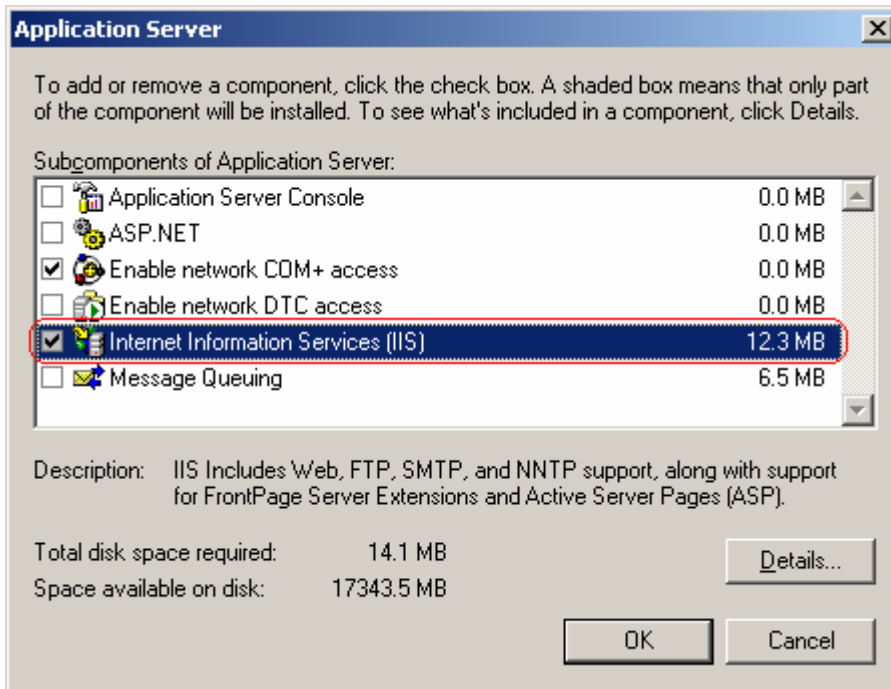 Application Server
To add or remove a component, click the check box. A shaded box means that only part
of the component will be installed. To see what's included in a component, click Details.
Subcomponents of Application Server:
Application Server Console 0.0 MB
ASP.NET 0.0 MB
Enable network COM+ access 0.0 MB
Enable network DTC access 0.0 MB
Internet Information Services (IIS) 12.3 MB
Message Queuing 6.5 MB
Description: IIS Includes Web, FTP, SMTP, and NNTP support, along with support
for FrontPage Server Extensions and Active Server Pages (ASP).
Total disk space required: 14.1 MB
Space available on disk: 17343.5 MB
Details...
OK Cancel